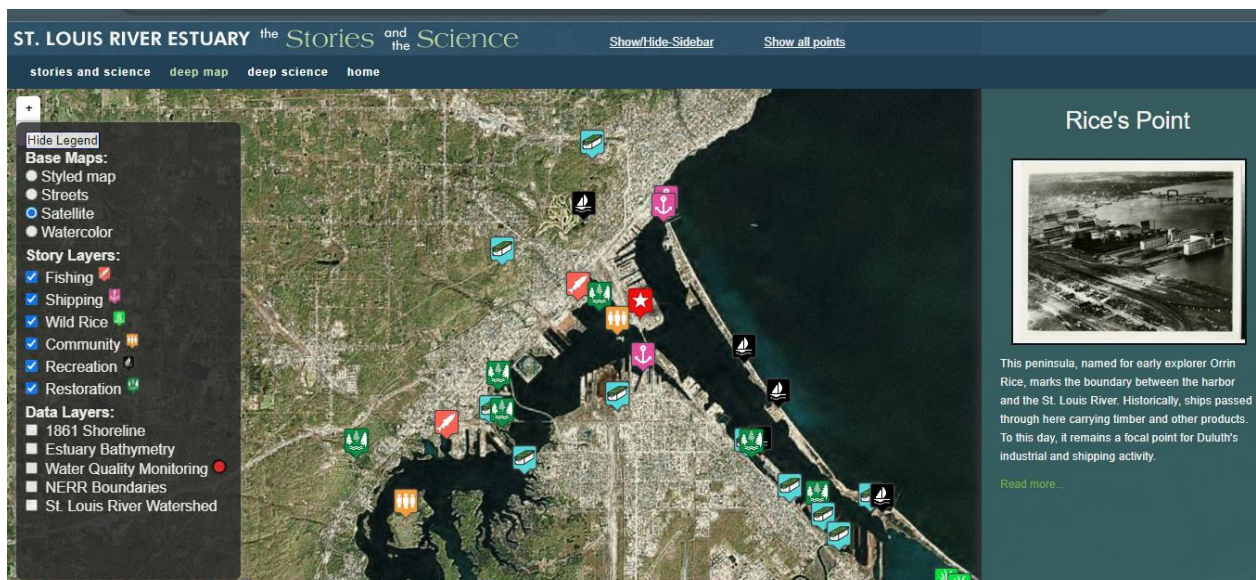 ST. LOUIS RIVER ESTUARY the Stories and the Science
Show/Hide-Sidebar
Show all points
stories and science
deep map
deep science
home
+
Hide Legend
Base Maps:
Styled map
Streets
Satellite
Watercolor
Story Layers:
Fishing
Shipping
Wild Rice
Community
Recreation
Restoration
Data Layers:
1861 Shoreline
Estuary Bathymetry
Water Quality Monitoring
NERR Boundaries
St. Louis River Watershed
Rice's Point
This peninsula, named for early explorer Orrin
Rice, marks the boundary between the harbor
and the St. Louis River. Historically, ships passed
through here carrying timber and other products.
To this day, it remains a focal point for Duluth's
industrial and shipping activity.
Read more...